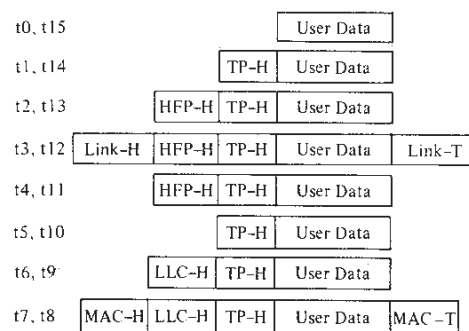 t0, t15 User Data
t1, t14 TP-H User Data
t2, t13 HFP-H TP-H User Data
t3, t12 Link-H HFP-H TP-H User Data Link-T
t4, t11 HFP-H TP-H User Data
t5, t10 TP-H User Data
t6, t9 LLC-H TP-H User Data
t7, t8 MAC-H LLC-H TP-H User Data MAC-T